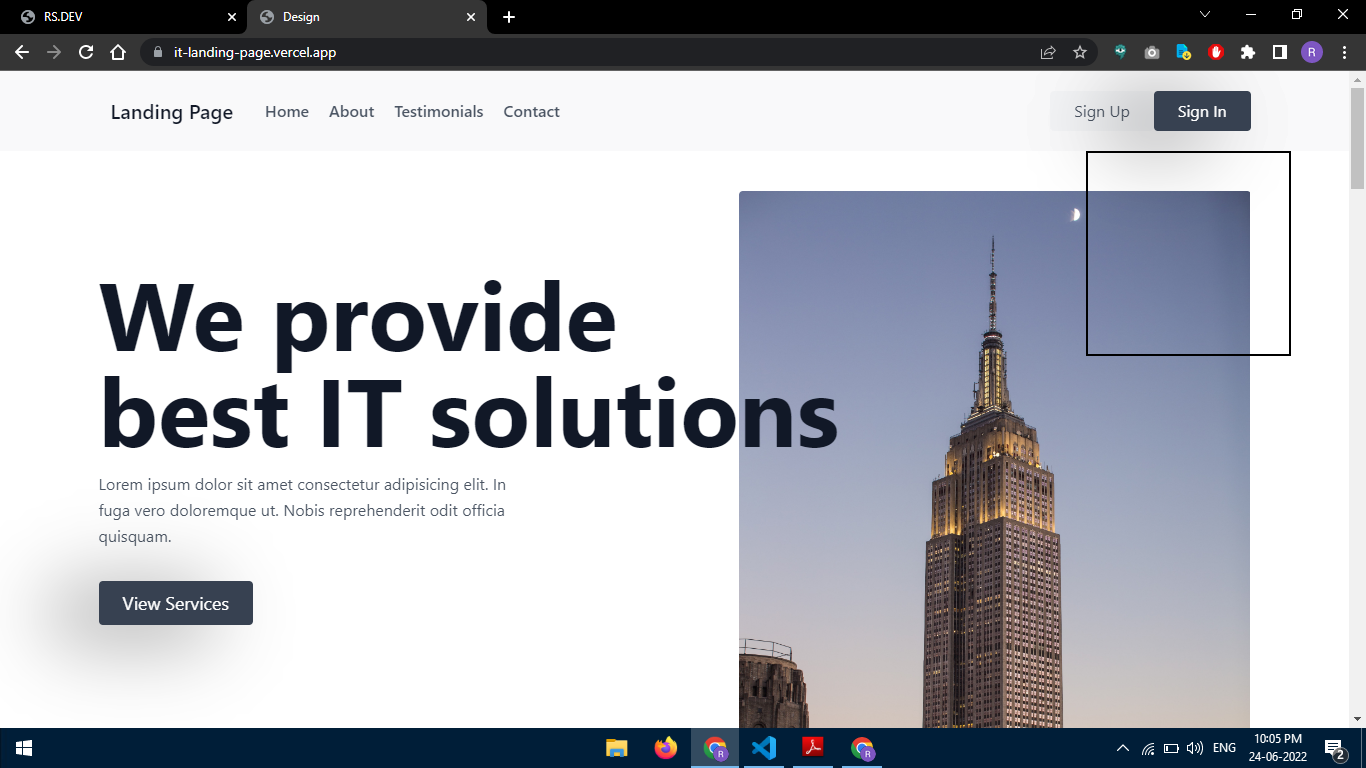 RS.DEV
Design
it-landing-page.vercel.app
R
Landing Page
Home
About
Testimonials
Contact
Sign Up
Sign In
We provide
best IT solutions
Lorem ipsum dolor sit amet consectetur adipisicing elit. In
fuga vero doloremque ut. Nobis reprehenderit odit officia
quisquam.
View Services
R
R
ENG
10:05 PM
24-06-2022
2